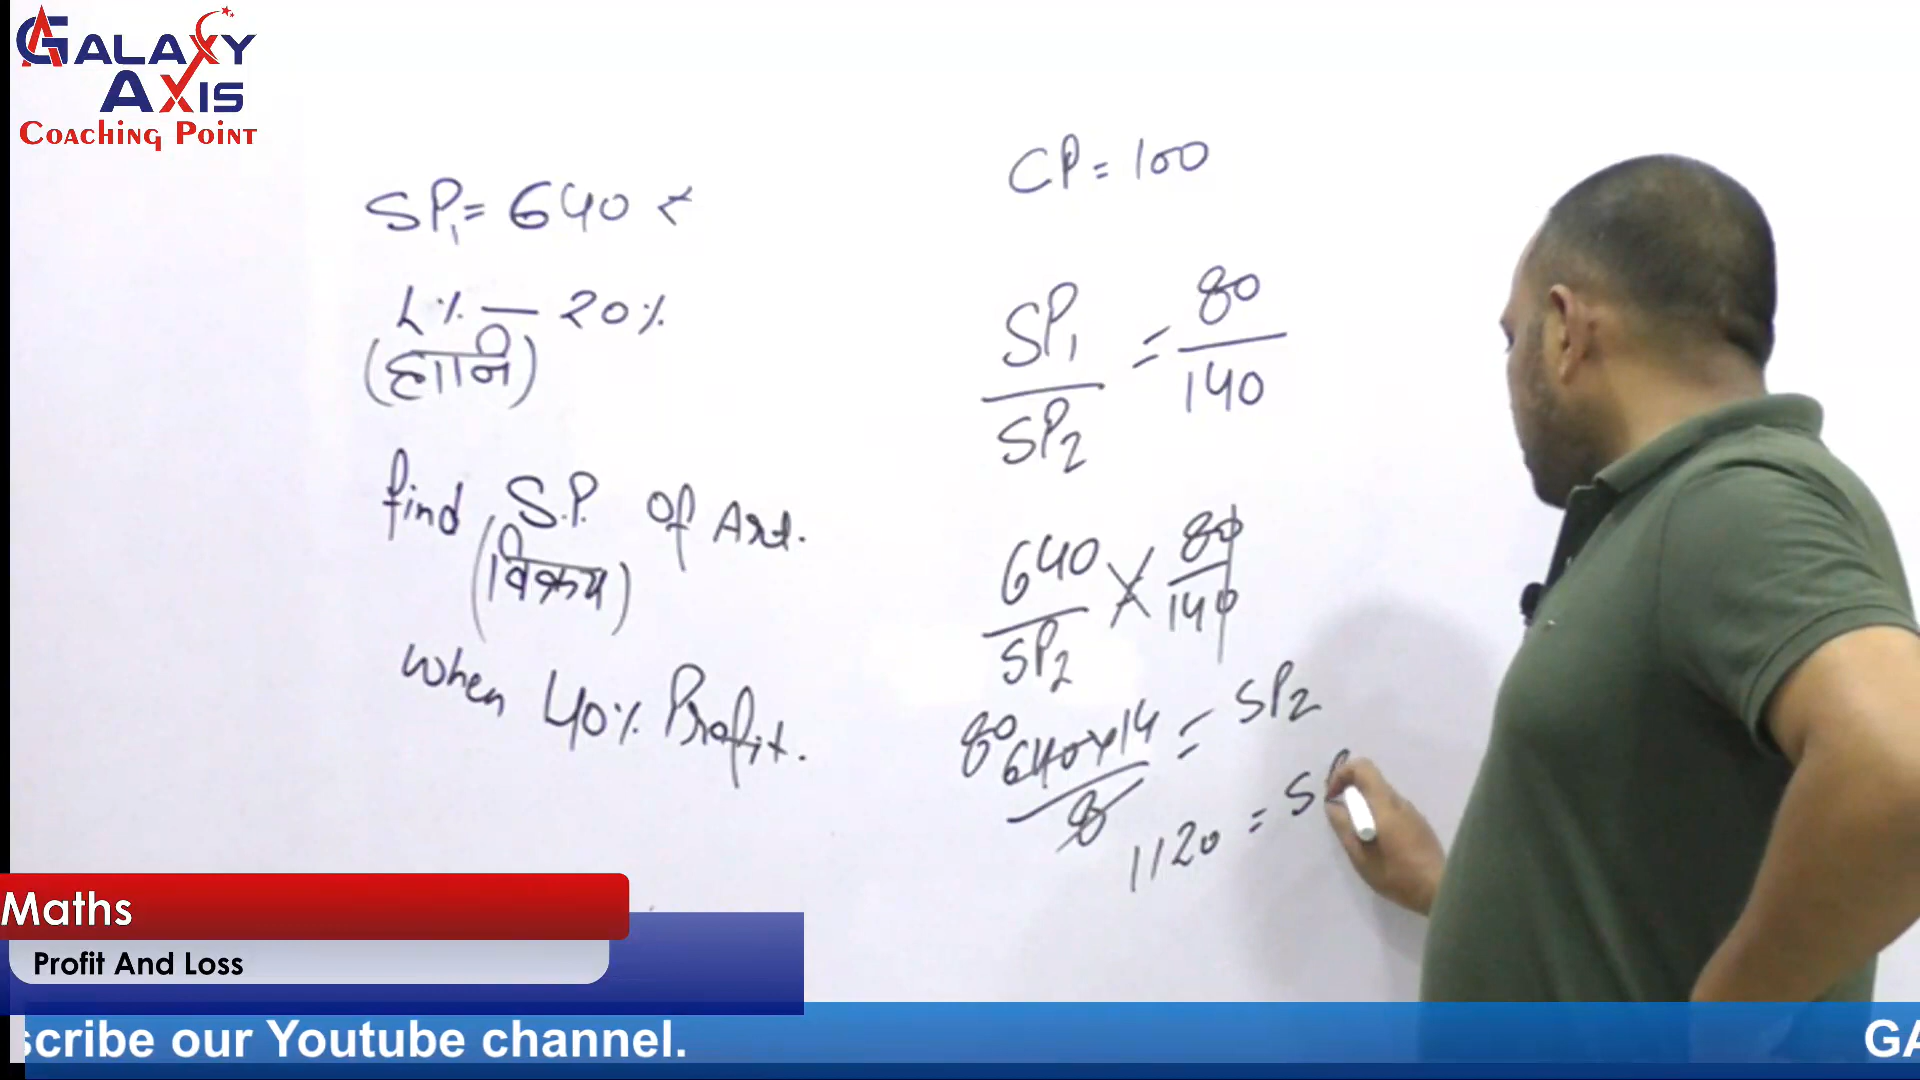 GALAXY
AXIS
COACHING POINT
SP₁ = 640 ₹
L% — 20%
(हानि)
find S.P. of Art.
(विक्रय)
when 40% Profit.
CP = 100
SP₁/SP₂ = 80/140
640/SP₂ × 80/140
80 640×14/8 = SP₂
1120 = SP
Maths
Profit And Loss
scribe our Youtube channel.
GA